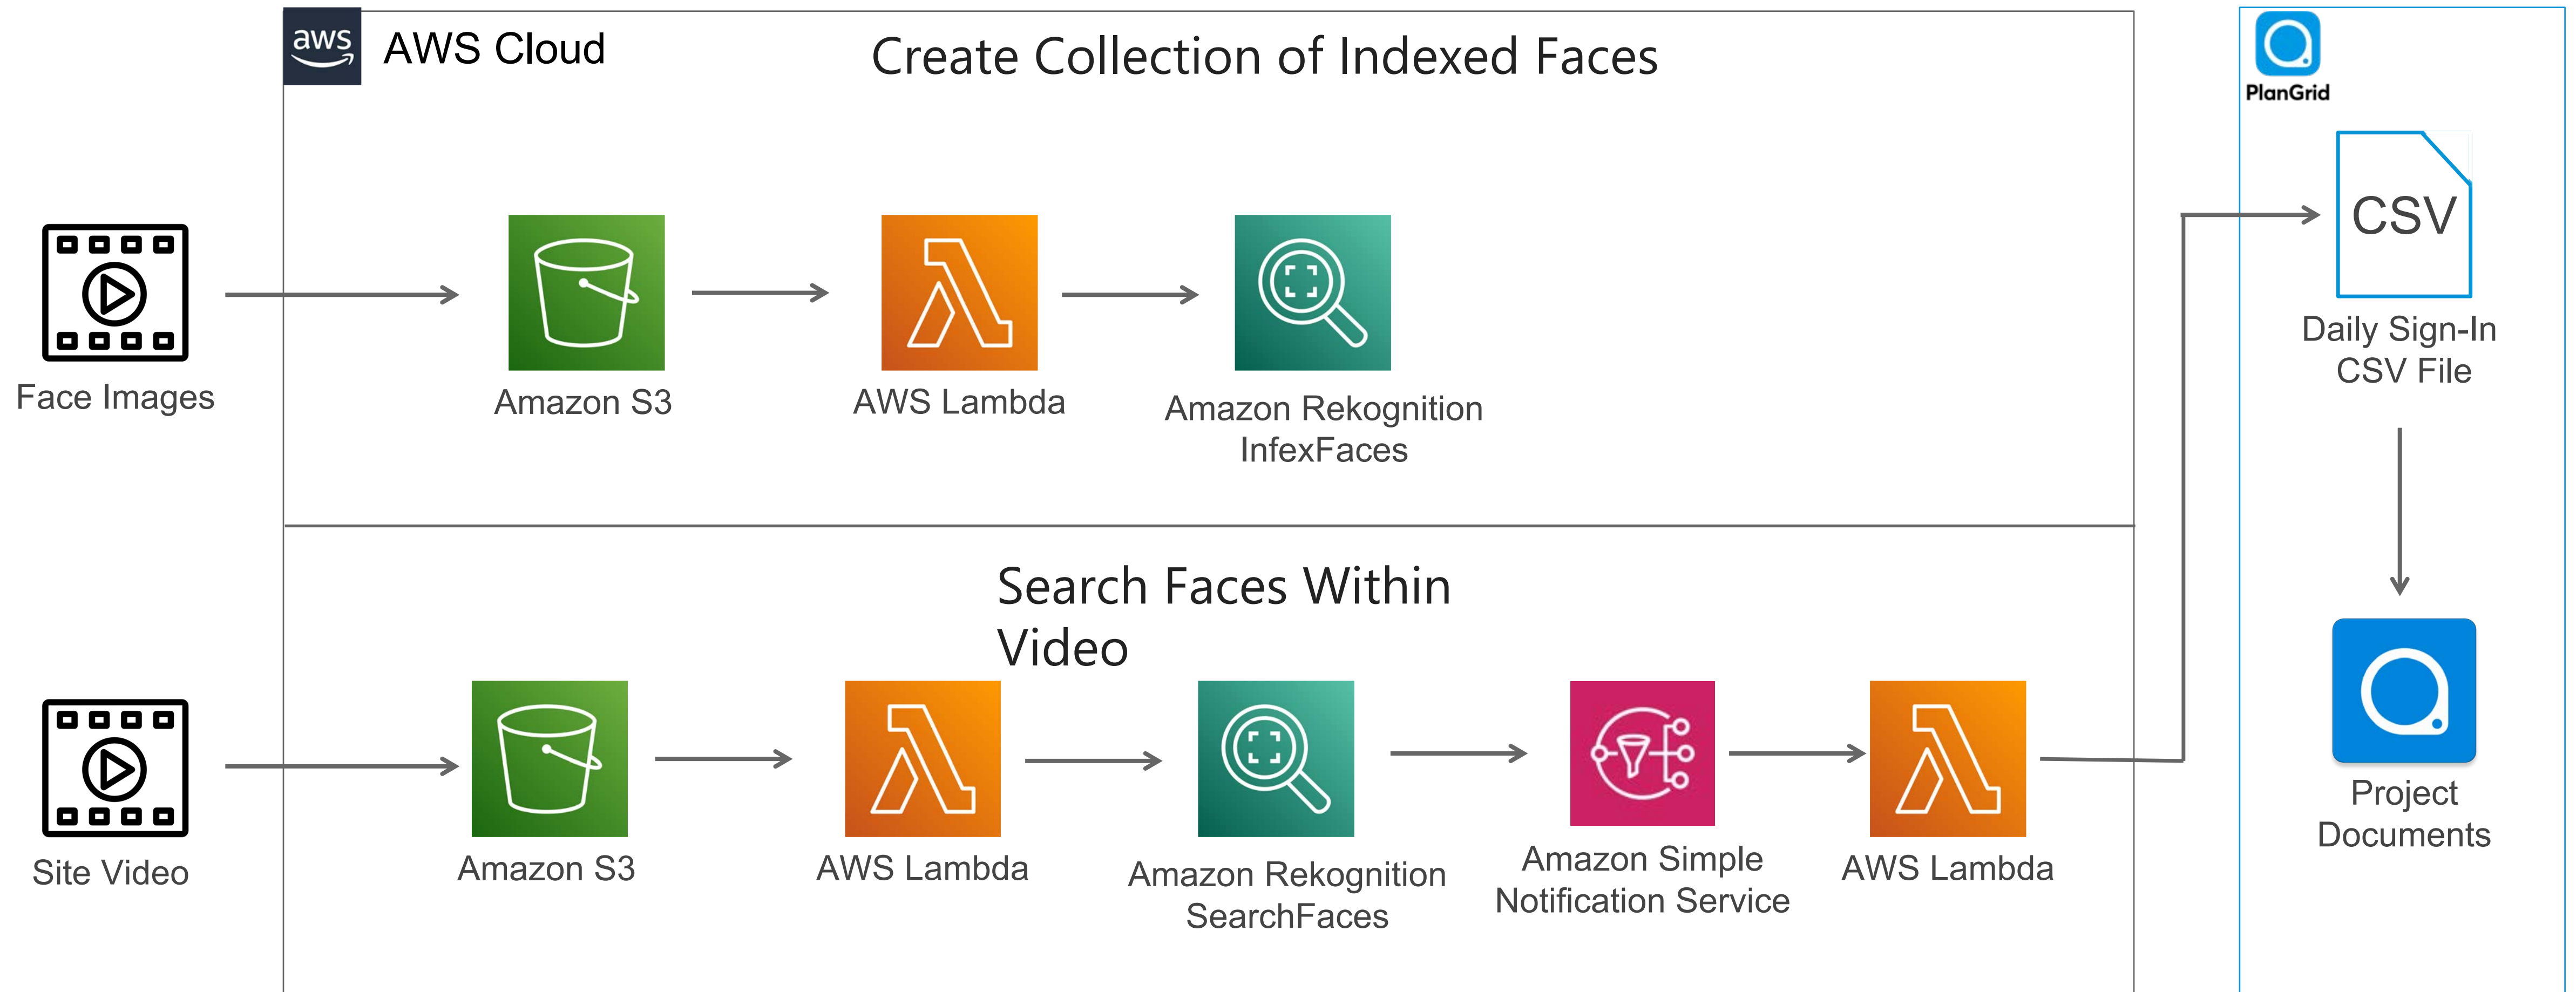 aws
AWS Cloud
Create Collection of Indexed Faces
PlanGrid
CSV
Daily Sign-In
CSV File
Face Images
Amazon S3
AWS Lambda
Amazon Rekognition
InfexFaces
Search Faces Within
Video
Site Video
Amazon S3
AWS Lambda
Amazon Rekognition
SearchFaces
Amazon Simple
Notification Service
AWS Lambda
Project
Documents